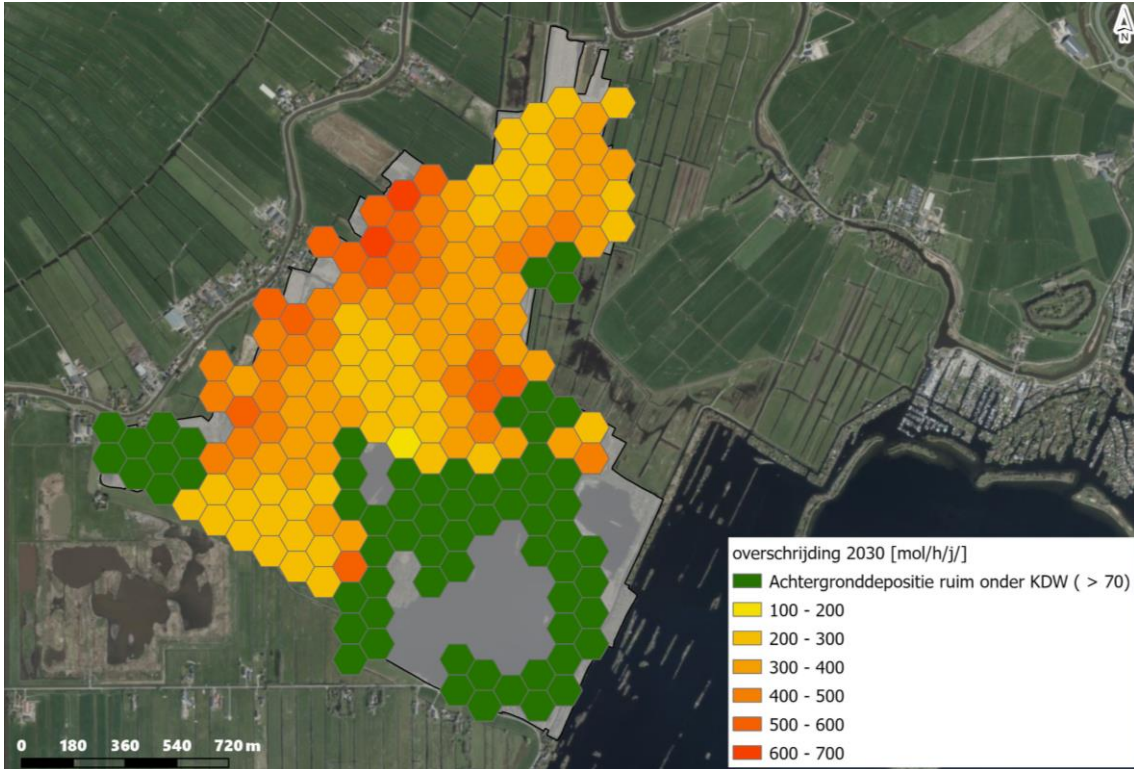 N
overschrijding 2030 [mol/h/j/]
Achtergronddepositie ruim onder KDW ( > 70)
100 - 200
200 - 300
300 - 400
400 - 500
500 - 600
600 - 700
0 180 360 540 720 m